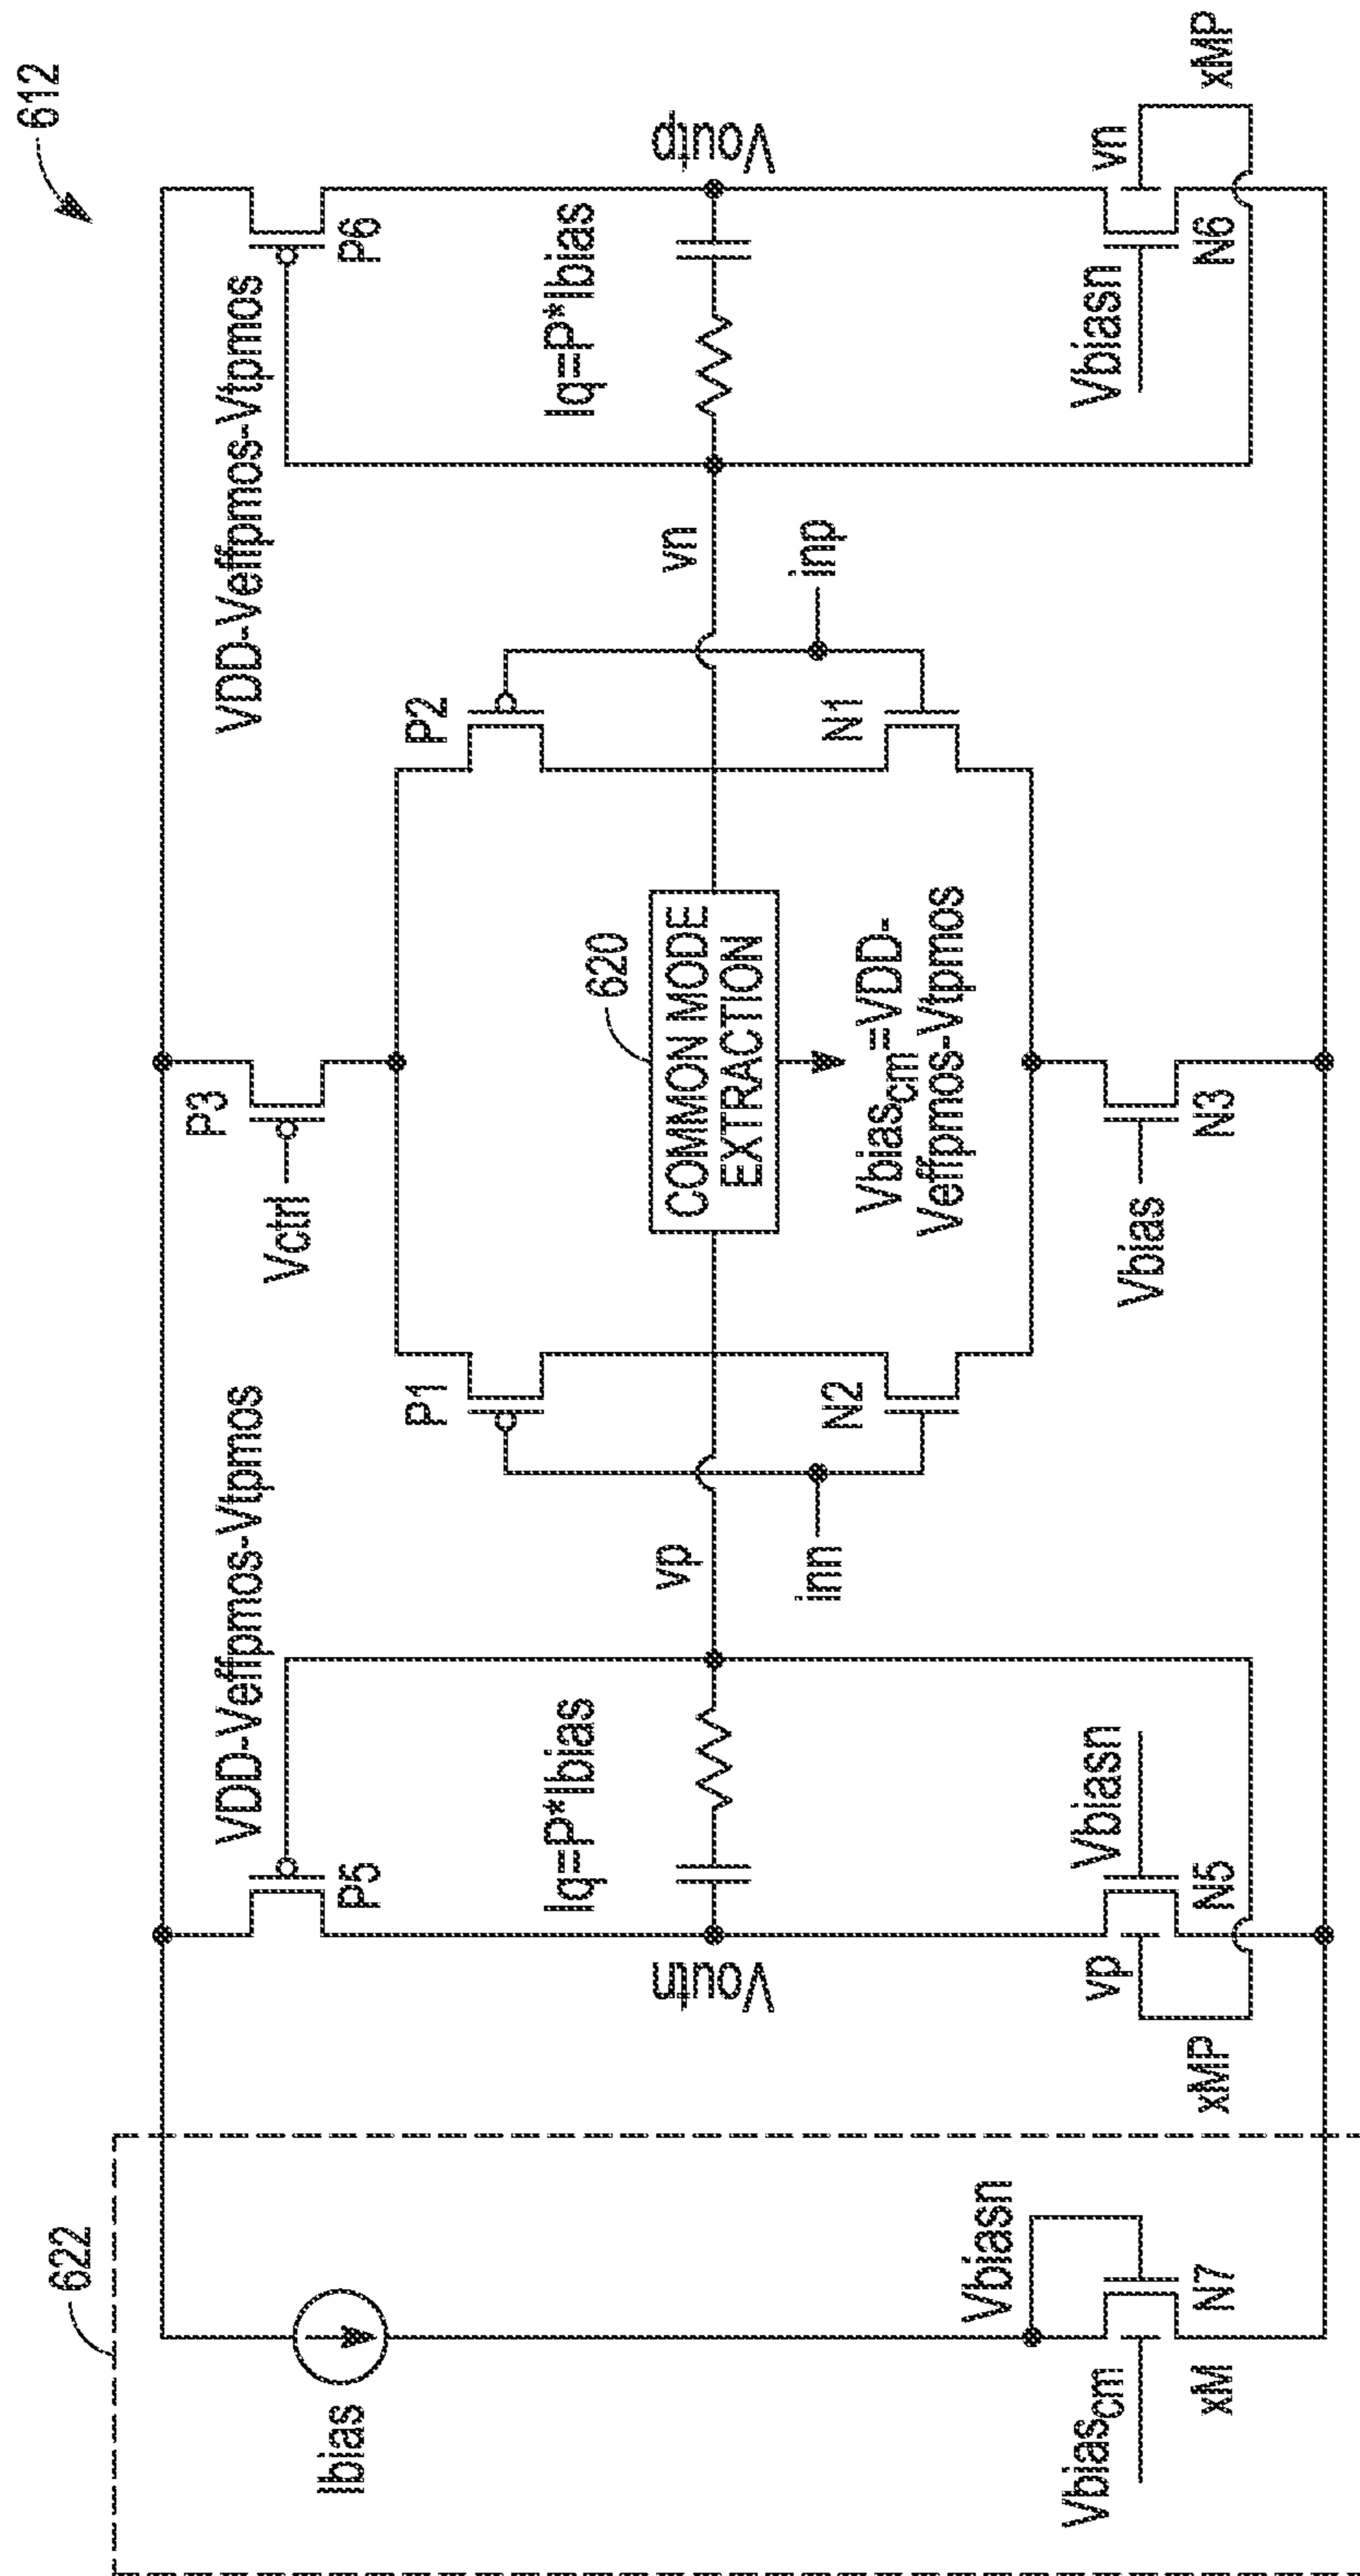 622
Ibias
Vbiasn
Vbiascm
xM
N7
VDD-Veffpmos-Vtpmos
P5
Iq=P*Ibias
Voutn
vp
Vbiasn
N5
xMP
vp
inn
P1
N2
P3
Vctrl
620
COMMON MODE
EXTRACTION
Vbiascm=VDD-
Veffpmos-Vtpmos
Vbias
N3
P2
N1
inp
vn
VDD-Veffpmos-Vtpmos
P6
Iq=P*Ibias
Voutp
Vbiasn
vn
N6
xMP
612